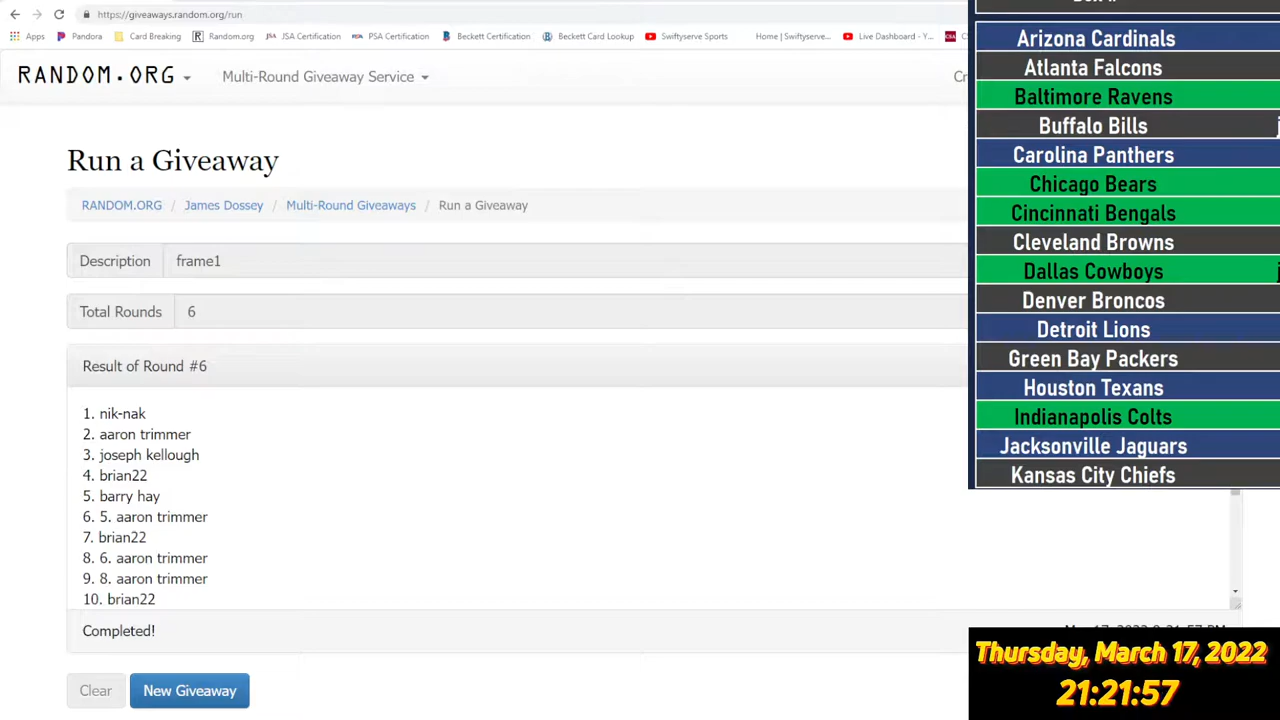 https://giveaways.random.org/run
Apps Pandora Card Breaking Random.org JSA Certification PSA Certification Beckett Certification Beckett Card Lookup Swiftyserve Sports Home | Swiftyserve... Live Dashboard - Y...
RANDOM.ORG Multi-Round Giveaway Service
Run a Giveaway
RANDOM.ORG / James Dossey / Multi-Round Giveaways / Run a Giveaway
Description frame1
Total Rounds 6
Result of Round #6
1. nik-nak
2. aaron trimmer
3. joseph kellough
4. brian22
5. barry hay
6. 5. aaron trimmer
7. brian22
8. 6. aaron trimmer
9. 8. aaron trimmer
10. brian22
Completed!
Clear New Giveaway
Arizona Cardinals
Atlanta Falcons
Baltimore Ravens
Buffalo Bills
Carolina Panthers
Chicago Bears
Cincinnati Bengals
Cleveland Browns
Dallas Cowboys
Denver Broncos
Detroit Lions
Green Bay Packers
Houston Texans
Indianapolis Colts
Jacksonville Jaguars
Kansas City Chiefs
Thursday, March 17, 2022
21:21:57